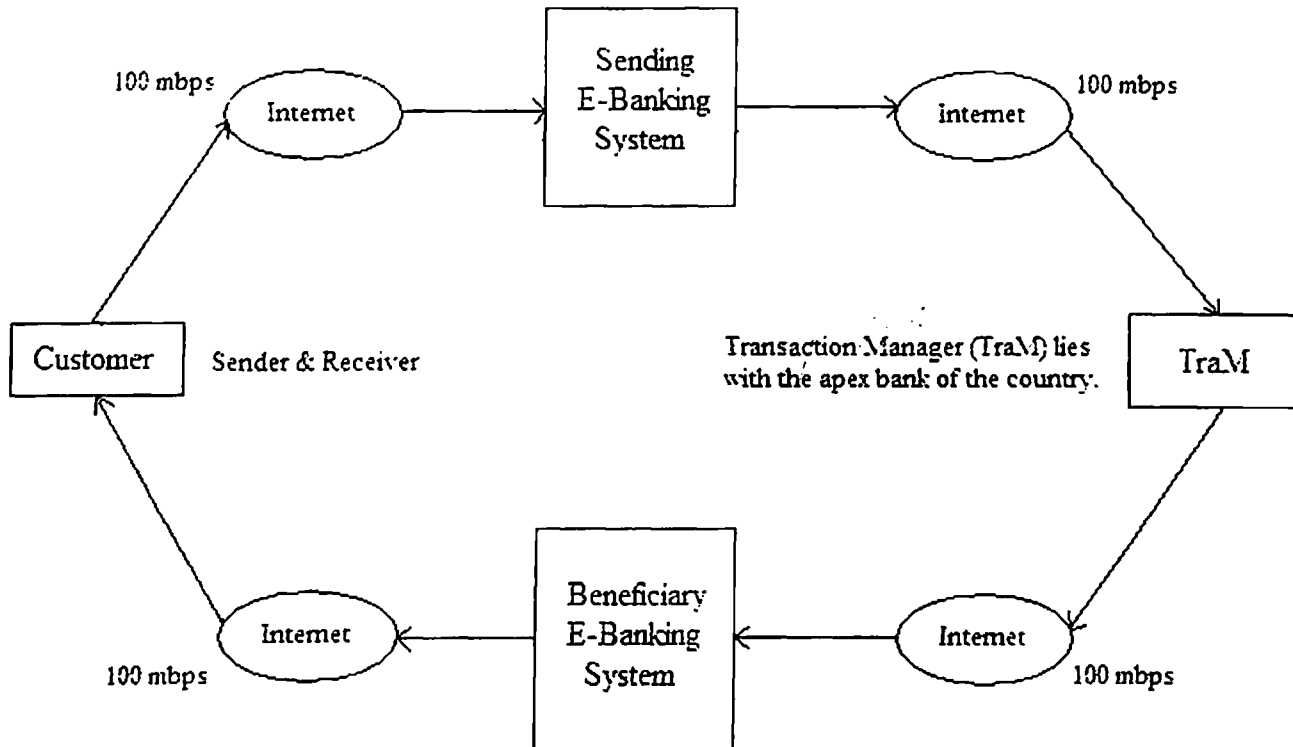 100 mbps
Internet
Sending
E-Banking
System
Internet
100 mbps
Customer
Sender & Receiver
Transaction Manager (TraM) lies
with the apex bank of the country.
TraM
100 mbps
Internet
Beneficiary
E-Banking
System
Internet
100 mbps